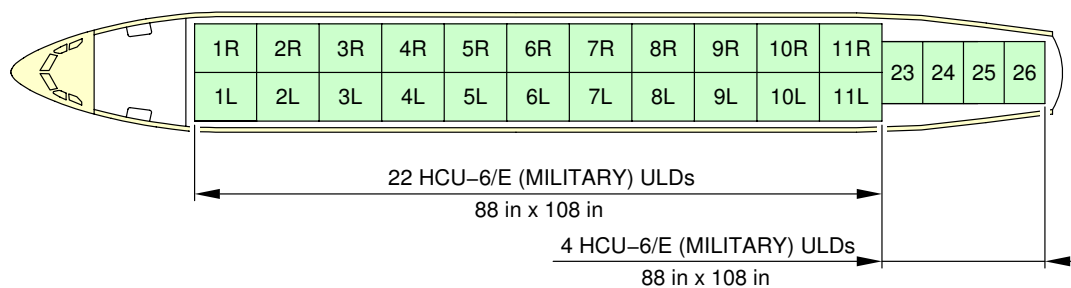 1R 2R 3R 4R 5R 6R 7R 8R 9R 10R 11R
23 24 25 26
1L 2L 3L 4L 5L 6L 7L 8L 9L 10L 11L
22 HCU−6/E (MILITARY) ULDs
88 in x 108 in
4 HCU−6/E (MILITARY) ULDs
88 in x 108 in